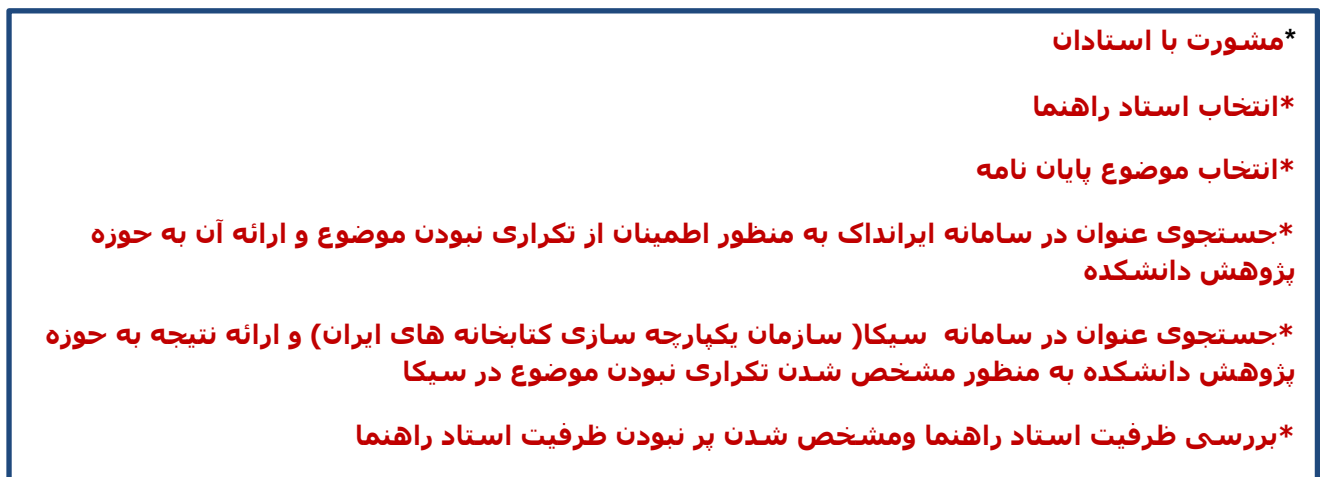 *مشورت با استادان
*انتخاب استاد راهنما
*انتخاب موضوع پایان نامه
*جستجوی عنوان در سامانه ایرانداک به منظور اطمینان از تکراری نبودن موضوع و ارائه آن به حوزه
پژوهش دانشکده
*جستجوی عنوان در سامانه سیکا( سازمان یکپارچه سازی کتابخانه های ایران) و ارائه نتیجه به حوزه
پژوهش دانشکده به منظور مشخص شدن تکراری نبودن موضوع در سیکا
*بررسی ظرفیت استاد راهنما ومشخص شدن پر نبودن ظرفیت استاد راهنما